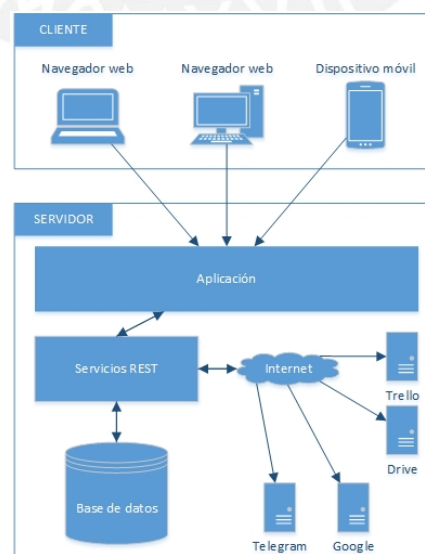 CLIENTE
Navegador web
Navegador web
Dispositivo móvil
SERVIDOR
Aplicación
Servicios REST
Internet
Trello
Drive
Base de datos
Telegram
Google